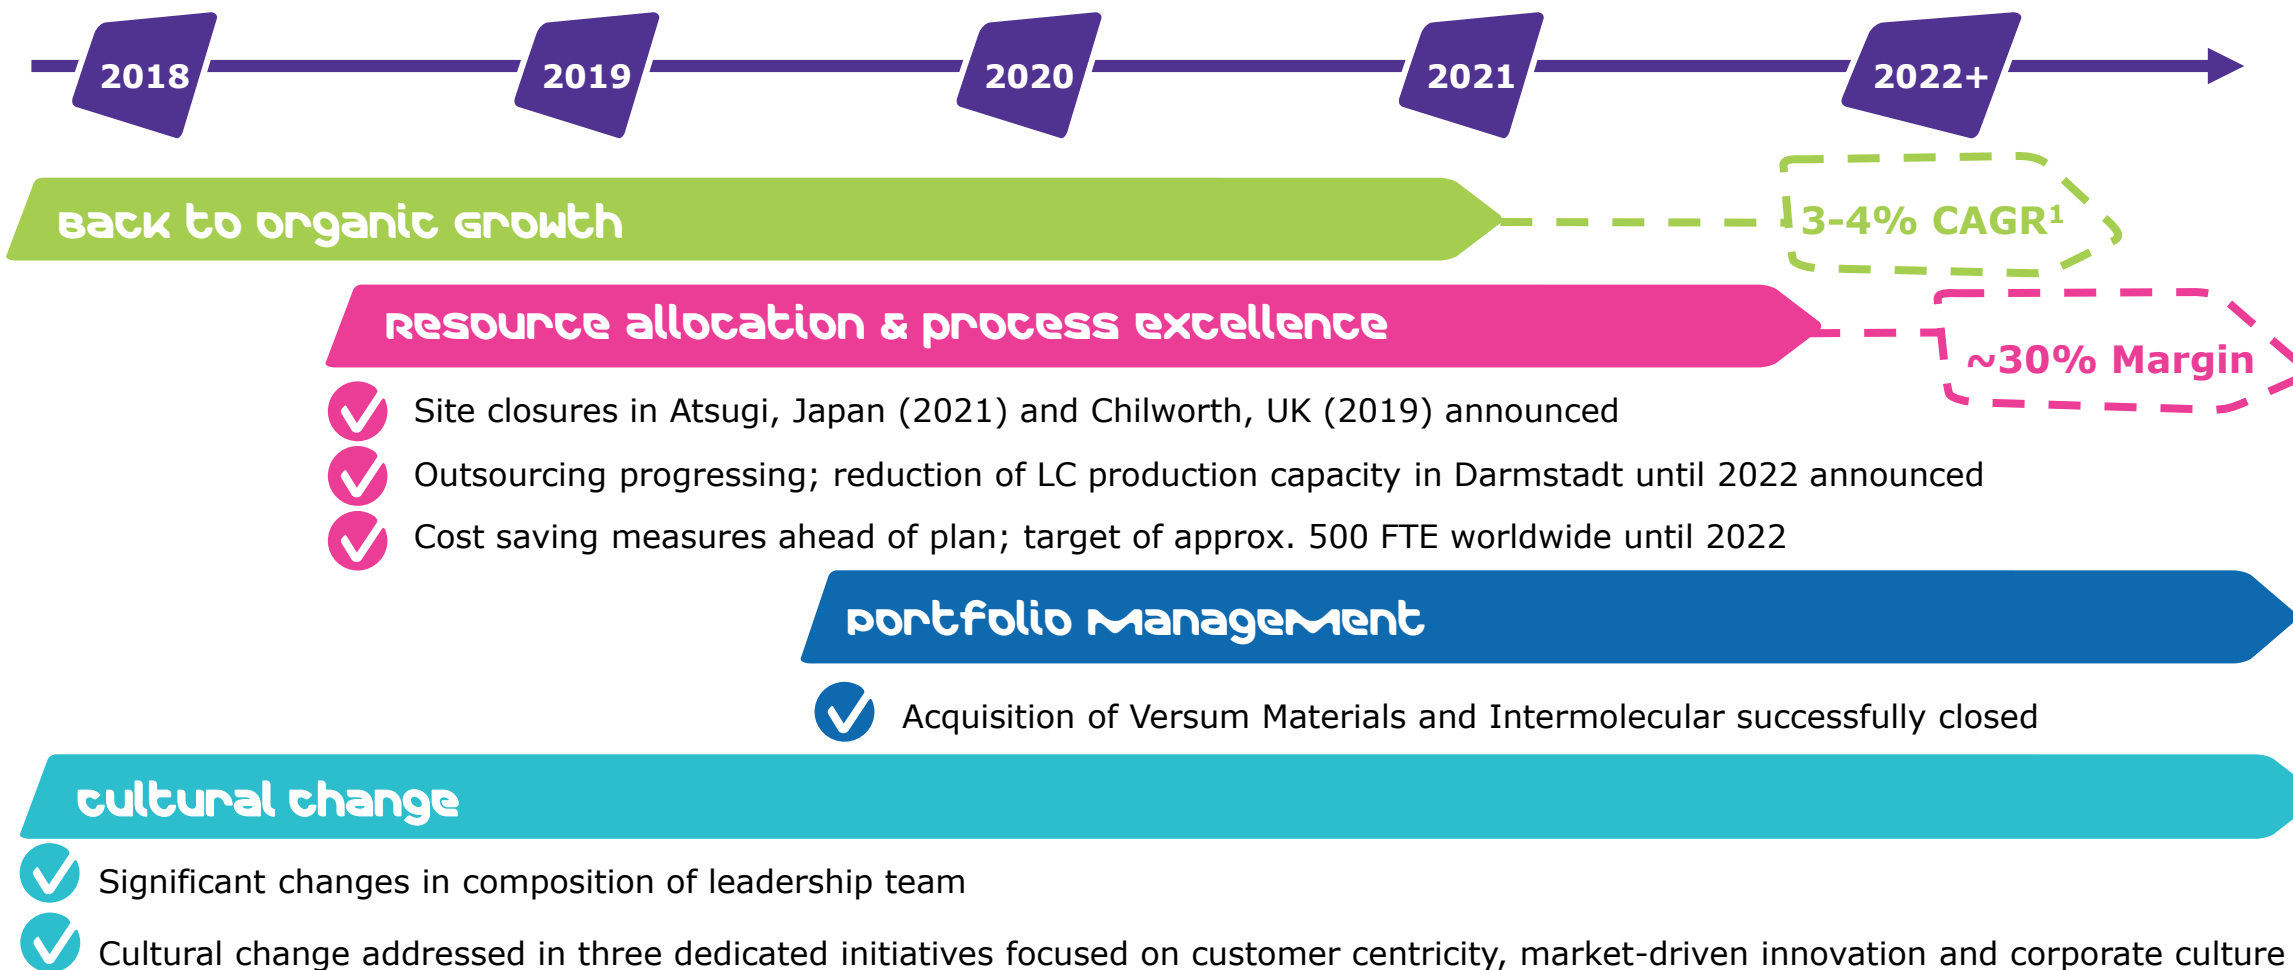 2018
2019
2020
2021
2022+
Back to Organic Growth
3-4% CAGR¹
Resource allocation & process excellence
~30% Margin
Site closures in Atsugi, Japan (2021) and Chilworth, UK (2019) announced
Outsourcing progressing; reduction of LC production capacity in Darmstadt until 2022 announced
Cost saving measures ahead of plan; target of approx. 500 FTE worldwide until 2022
Portfolio Management
Acquisition of Versum Materials and Intermolecular successfully closed
Cultural change
Significant changes in composition of leadership team
Cultural change addressed in three dedicated initiatives focused on customer centricity, market-driven innovation and corporate culture